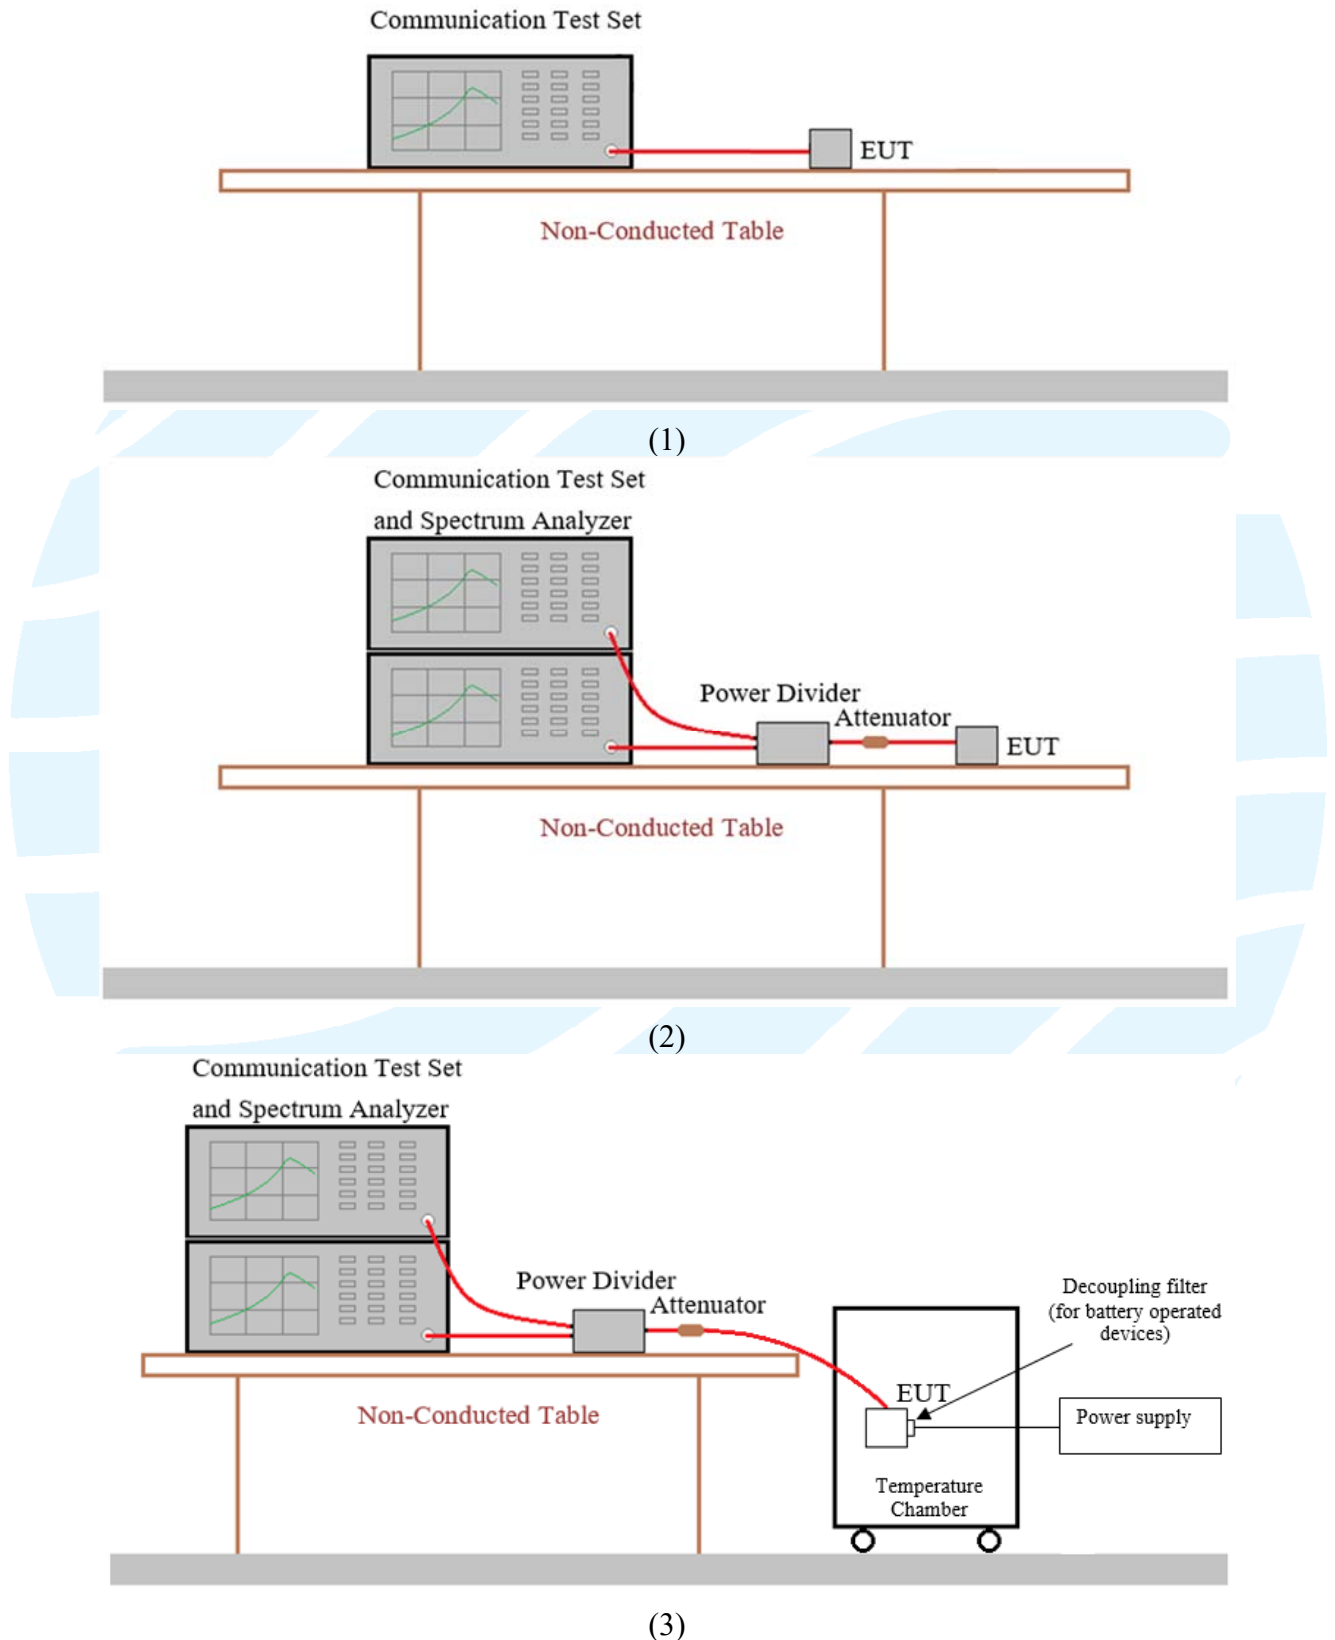 Communication Test Set
EUT
Non-Conducted Table
(1)
Communication Test Set
and Spectrum Analyzer
Power Divider
Attenuator
EUT
Non-Conducted Table
(2)
Communication Test Set
and Spectrum Analyzer
Power Divider
Attenuator
Decoupling filter
(for battery operated
devices)
EUT
Power supply
Non-Conducted Table
Temperature
Chamber
(3)